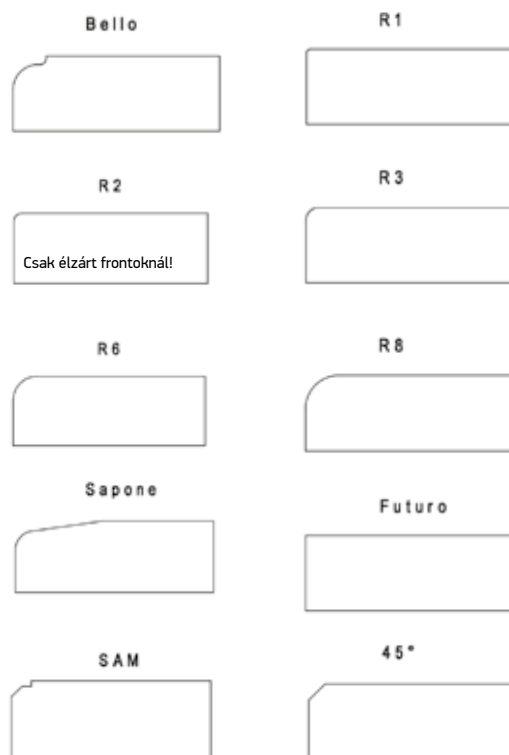 Bello
R1
R2
R3
Csak élzárt frontoknál!
R6
R8
Sapone
Futuro
SAM
45°